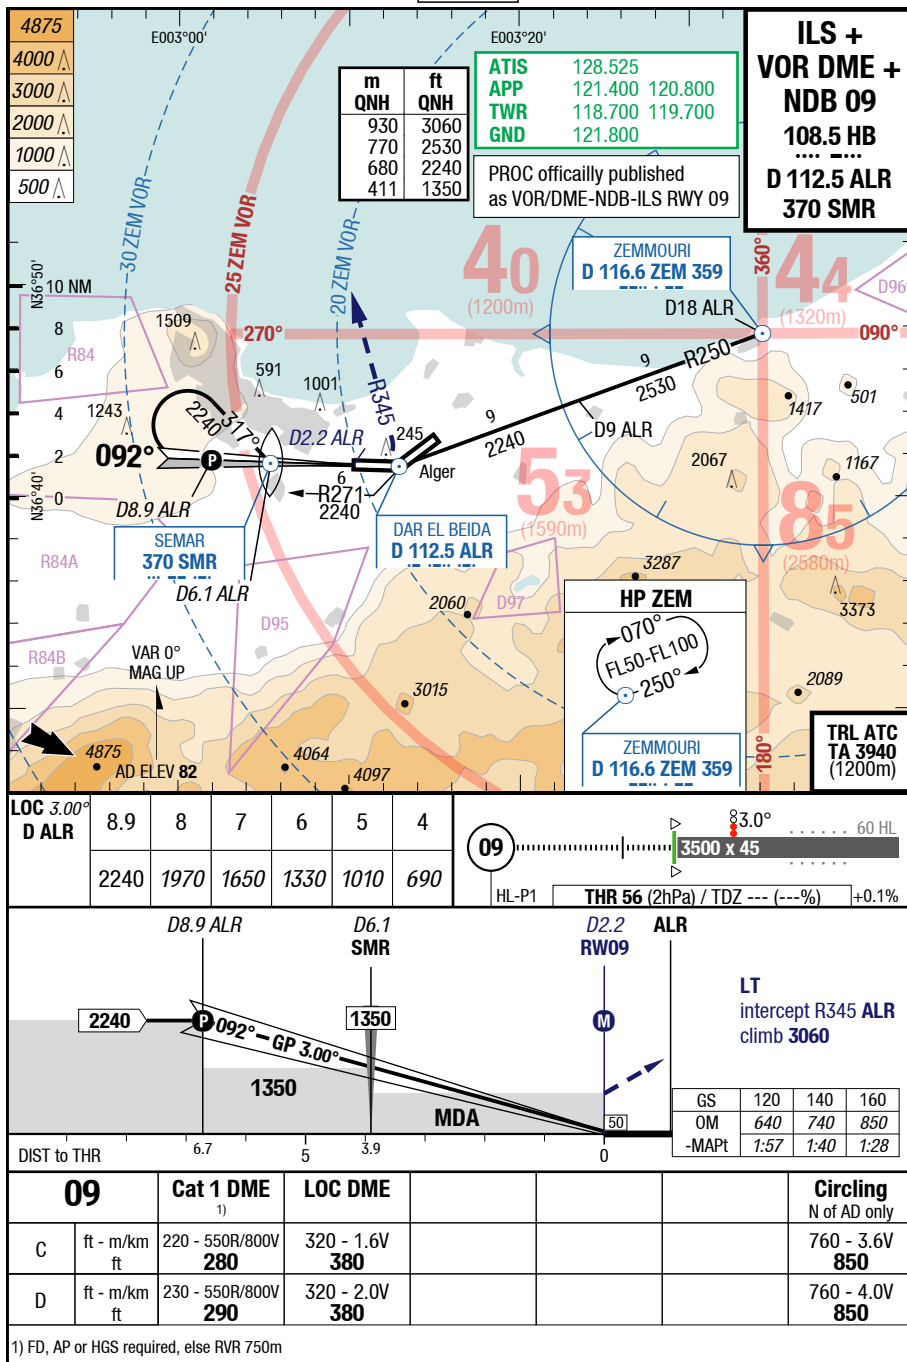 4875
4000
3000
2000
1000
500
E003°00'
E003°20'
ILS +
VOR DME +
NDB 09
108.5 HB
D 112.5 ALR
370 SMR
m ft
QNH QNH
930 3060
770 2530
680 2240
411 1350
ATIS 128.525
APP 121.400 120.800
TWR 118.700 119.700
GND 121.800
PROC officailly published
as VOR/DME-NDB-ILS RWY 09
30 ZEM VOR
25 ZEM VOR
20 ZEM VOR
ZEMMOURI
D 116.6 ZEM 359
40
(1200m)
44
(1320m)
360°
D96
N36°50'
10 NM
8
6
4
2
0
N36°40'
D18 ALR
270°
090°
R84
1509
591
1001
1243
R345
9
R250
2530
9
2240
D9 ALR
1417
501
2240
317°
D2.2 ALR
245
092°
P
6
Alger
2067
1167
D8.9 ALR
R271
2240
53
(1590m)
85
(2580m)
SEMAR
370 SMR
DAR EL BEIDA
D 112.5 ALR
R84A
D6.1 ALR
3287
2060
D97
3373
D95
R84B
VAR 0°
MAG UP
HP ZEM
070°
FL50-FL100
250°
ZEMMOURI
D 116.6 ZEM 359
3015
2089
4875
AD ELEV 82
4064
4097
180°
TRL ATC
TA 3940
(1200m)
LOC 3.00°
D ALR
8.9 8 7 6 5 4
2240 1970 1650 1330 1010 690
09
3.0°
60 HL
3500 x 45
HL-P1
THR 56 (2hPa) / TDZ --- (---%)
+0.1%
D8.9 ALR
D6.1
SMR
D2.2
RW09
ALR
2240
P
092° — GP 3.00°
1350
M
LT
intercept R345 ALR
climb 3060
1350
MDA
50
DIST to THR
6.7
5
3.9
0
GS 120 140 160
OM 640 740 850
-MAPt 1:57 1:40 1:28
09
Cat 1 DME
1)
LOC DME
Circling
N of AD only
C ft - m/km 220 - 550R/800V 320 - 1.6V 760 - 3.6V
ft 280 380 850
D ft - m/km 230 - 550R/800V 320 - 2.0V 760 - 4.0V
ft 290 380 850
1) FD, AP or HGS required, else RVR 750m